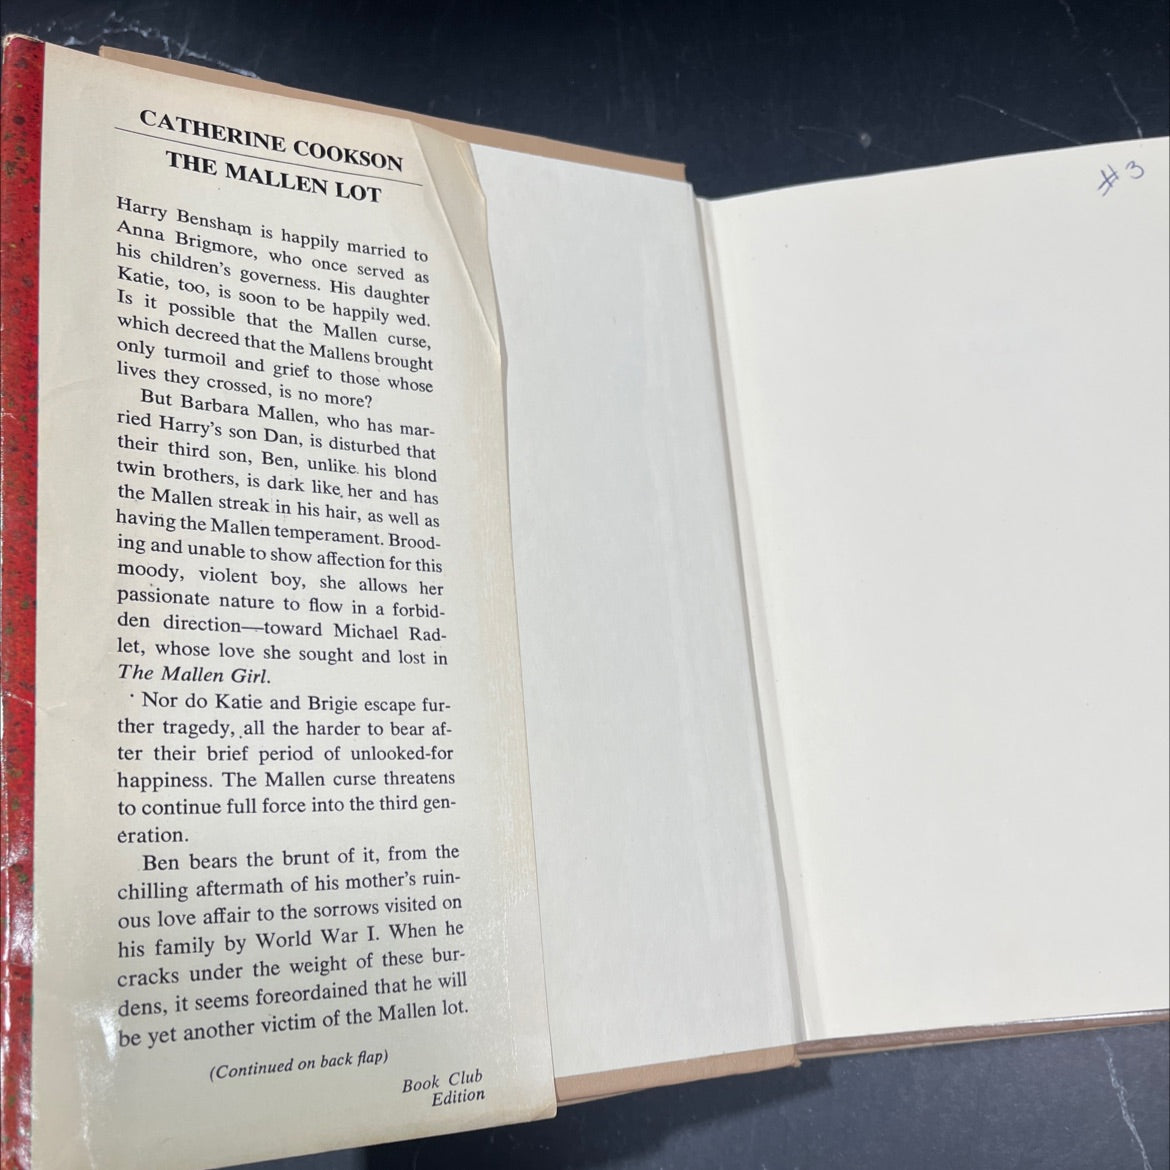 CATHERINE COOKSON
THE MALLEN LOT
Harry Bensham is happily married to
Anna Brigmore, who once served as
his children's governess. His daughter
Katie, too, is soon to be happily wed.
Is it possible that the Mallen curse,
which decreed that the Mallens brought
only turmoil and grief to those whose
lives they crossed, is no more?
But Barbara Mallen, who has mar-
ried Harry's son Dan, is disturbed that
their third son, Ben, unlike his blond
twin brothers, is dark like her and has
the Mallen streak in his hair, as well as
having the Mallen temperament. Brood-
ing and unable to show affection for this
moody, violent boy, she allows her
passionate nature to flow in a forbid-
den direction—toward Michael Rad-
let, whose love she sought and lost in
The Mallen Girl.
Nor do Katie and Brigie escape fur-
ther tragedy, all the harder to bear af-
ter their brief period of unlooked-for
happiness. The Mallen curse threatens
to continue full force into the third gen-
eration.
Ben bears the brunt of it, from the
chilling aftermath of his mother's ruin-
ous love affair to the sorrows visited on
his family by World War I. When he
cracks under the weight of these bur-
dens, it seems foreordained that he will
be yet another victim of the Mallen lot.
(Continued on back flap)
Book Club
Edition
#3